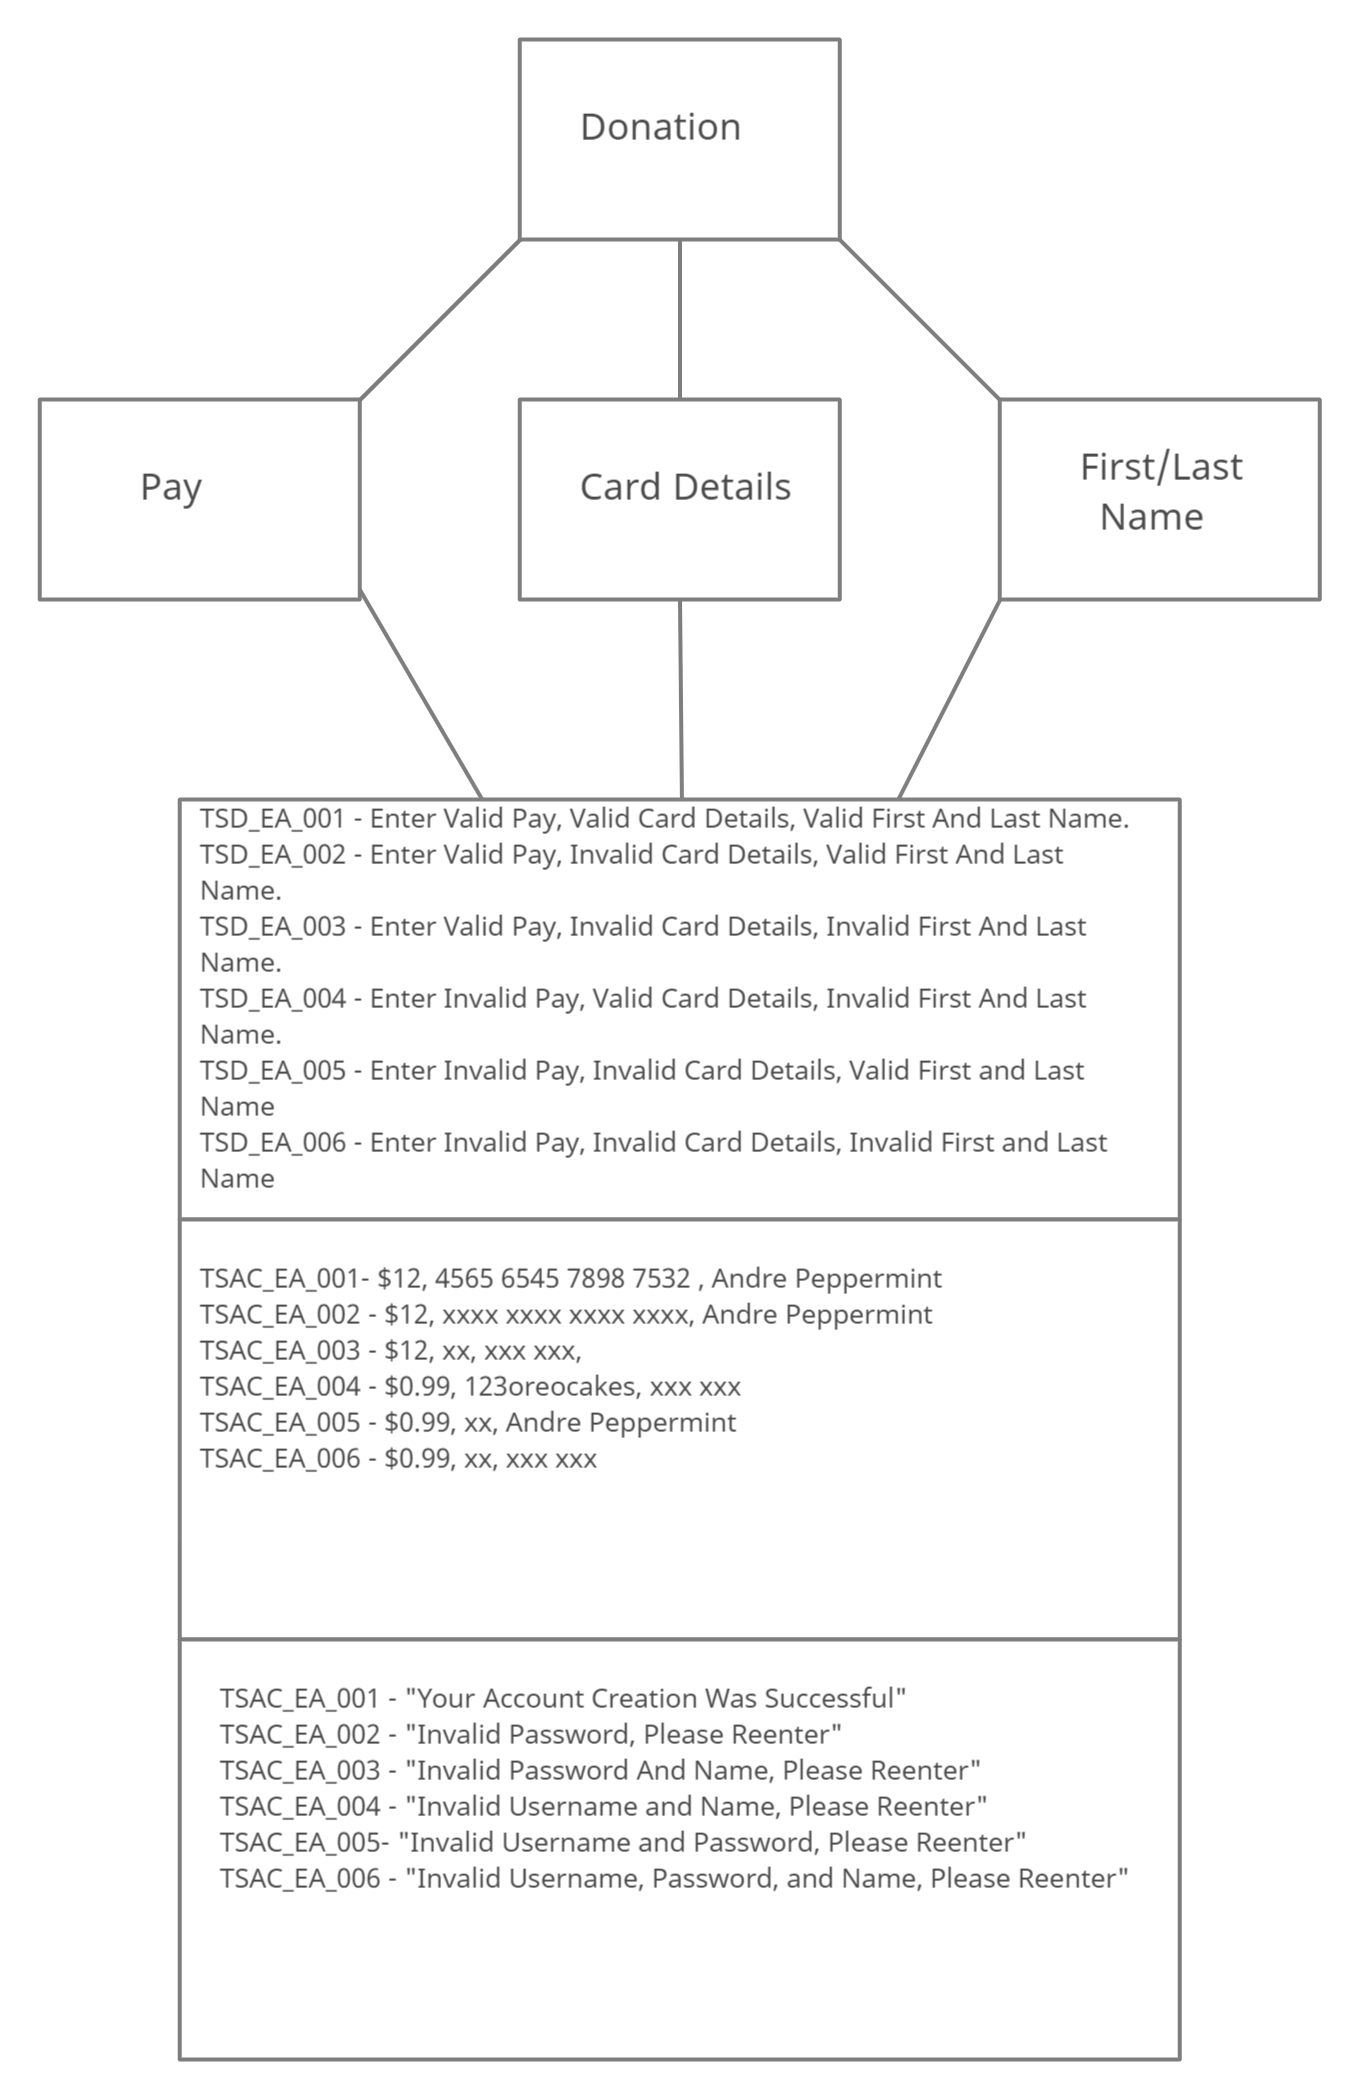 Donation
Pay
Card Details
First/Last
Name
TSD_EA_001 - Enter Valid Pay, Valid Card Details, Valid First And Last Name.
TSD_EA_002 - Enter Valid Pay, Invalid Card Details, Valid First And Last
Name.
TSD_EA_003 - Enter Valid Pay, Invalid Card Details, Invalid First And Last
Name.
TSD_EA_004 - Enter Invalid Pay, Valid Card Details, Invalid First And Last
Name.
TSD_EA_005 - Enter Invalid Pay, Invalid Card Details, Valid First and Last
Name
TSD_EA_006 - Enter Invalid Pay, Invalid Card Details, Invalid First and Last
Name
TSAC_EA_001- $12, 4565 6545 7898 7532 , Andre Peppermint
TSAC_EA_002 - $12, xxxx xxxx xxxx xxxx, Andre Peppermint
TSAC_EA_003 - $12, xx, xxx xxx,
TSAC_EA_004 - $0.99, 123oreocakes, xxx xxx
TSAC_EA_005 - $0.99, xx, Andre Peppermint
TSAC_EA_006 - $0.99, xx, xxx xxx
TSAC_EA_001 - "Your Account Creation Was Successful"
TSAC_EA_002 - "Invalid Password, Please Reenter"
TSAC_EA_003 - "Invalid Password And Name, Please Reenter"
TSAC_EA_004 - "Invalid Username and Name, Please Reenter"
TSAC_EA_005- "Invalid Username and Password, Please Reenter"
TSAC_EA_006 - "Invalid Username, Password, and Name, Please Reenter"